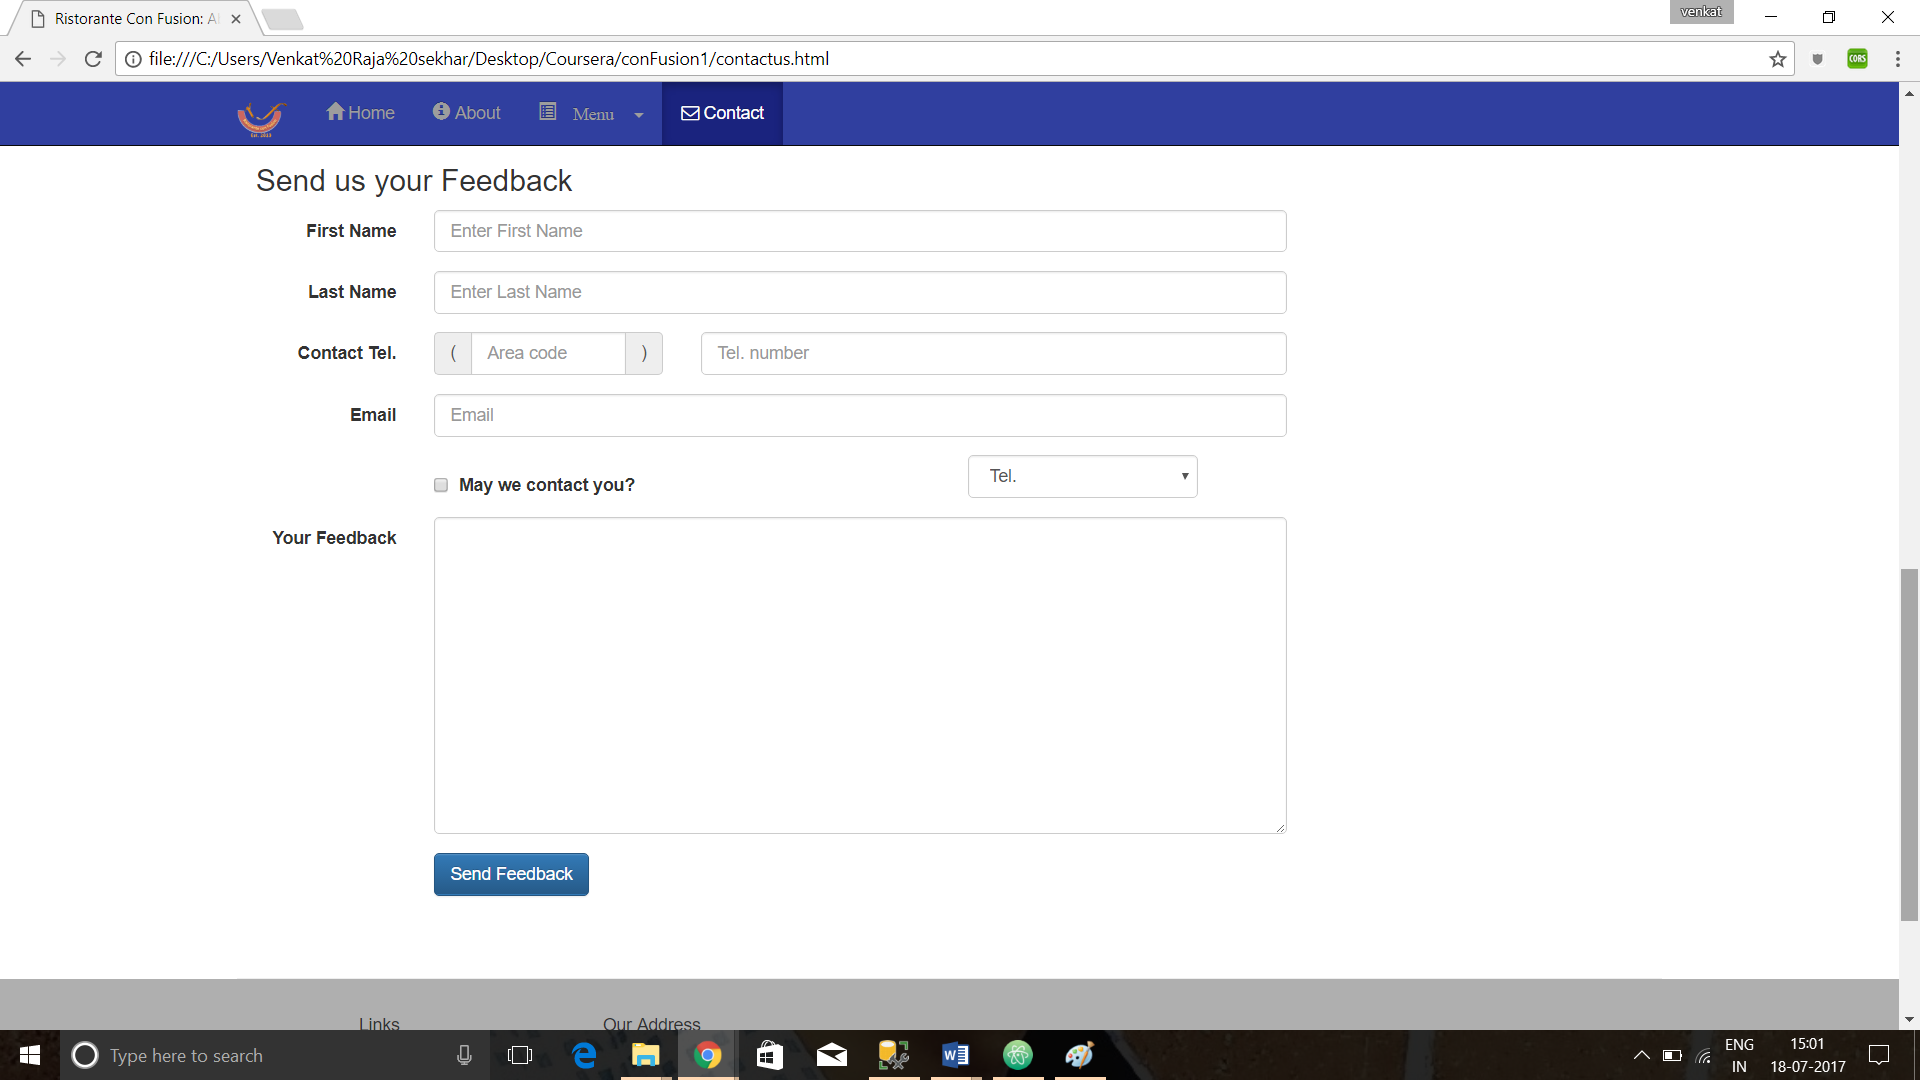 Ristorante Con Fusion: A
venkat
file:///C:/Users/Venkat%20Raja%20sekhar/Desktop/Coursera/conFusion1/contactus.html
CORS
Home About Menu Contact
Send us your Feedback
First Name Enter First Name
Last Name Enter Last Name
Contact Tel. ( Area code ) Tel. number
Email Email
May we contact you? Tel.
Your Feedback
Send Feedback
Links Our Address
Type here to search
ENG 15:01
IN 18-07-2017